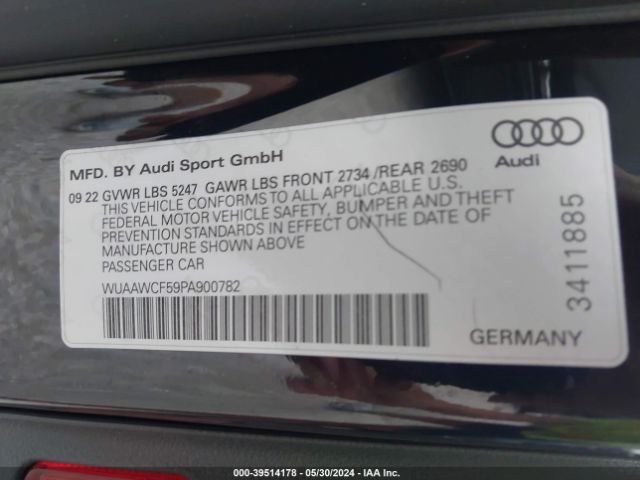 MFD. BY Audi Sport GmbH
Audi
09 22 GVWR LBS 5247 GAWR LBS FRONT 2734 /REAR 2690
THIS VEHICLE CONFORMS TO ALL APPLICABLE U.S.
FEDERAL MOTOR VEHICLE SAFETY, BUMPER AND THEFT
PREVENTION STANDARDS IN EFFECT ON THE DATE OF
MANUFACTURE SHOWN ABOVE
PASSENGER CAR
WUAAWCF59PA900782
3411885
GERMANY
000-39514178 - 05/30/2024 - IAA Inc.